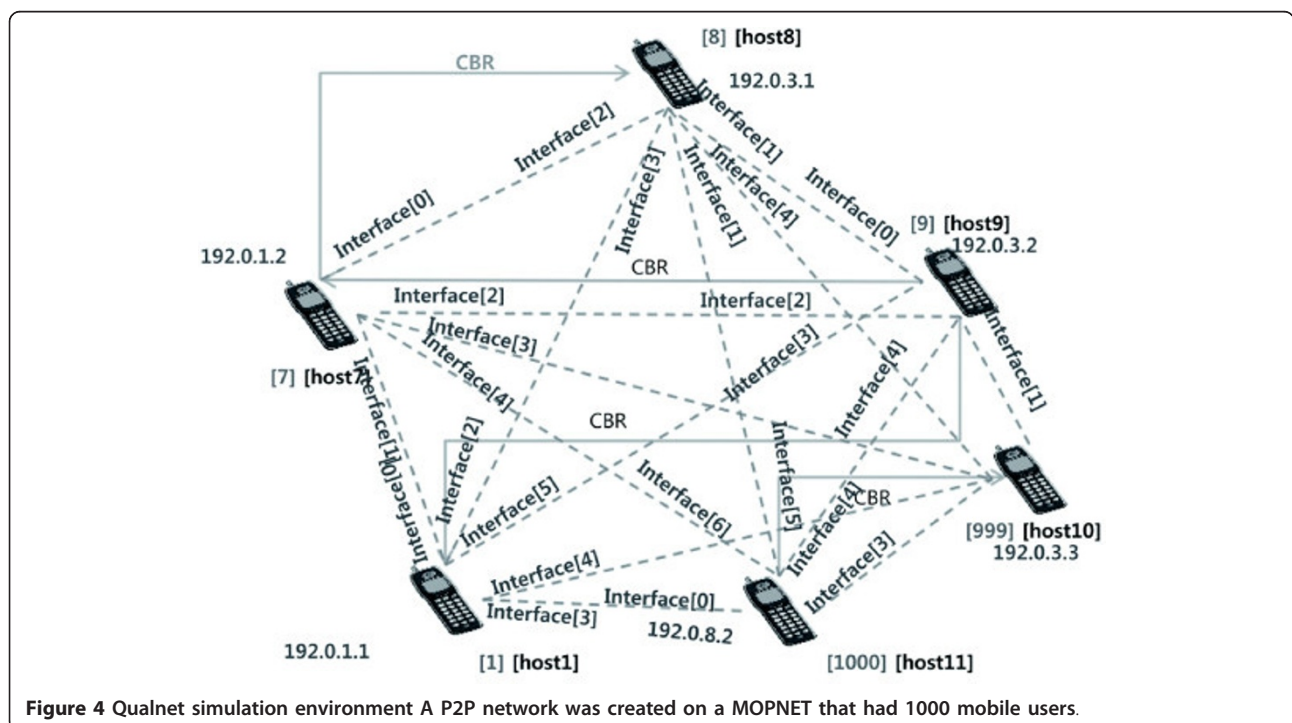 [8] [host8]
CBR
192.0.3.1
Interface[1]
Interface[2]
Interface[3]
Interface[1]
Interface[4]
Interface[0]
Interface[0]
[9] [host9]
192.0.3.2
192.0.1.2
CBR
Interface[2]
Interface[2]
Interface[3]
Interface[3]
Interface[4]
Interface[4]
Interface[1]
[7] [host7]
Interface[1]
Interface[0]
Interface[2]
CBR
Interface[5]
Interface[6]
Interface[5]
Interface[4]
CBR
[999] [host10]
192.0.3.3
Interface[4]
Interface[3]
Interface[3]
Interface[0]
192.0.8.2
192.0.1.1
[1] [host1]
[1000] [host11]
Figure 4 Qualnet simulation environment A P2P network was created on a MOPNET that had 1000 mobile users.